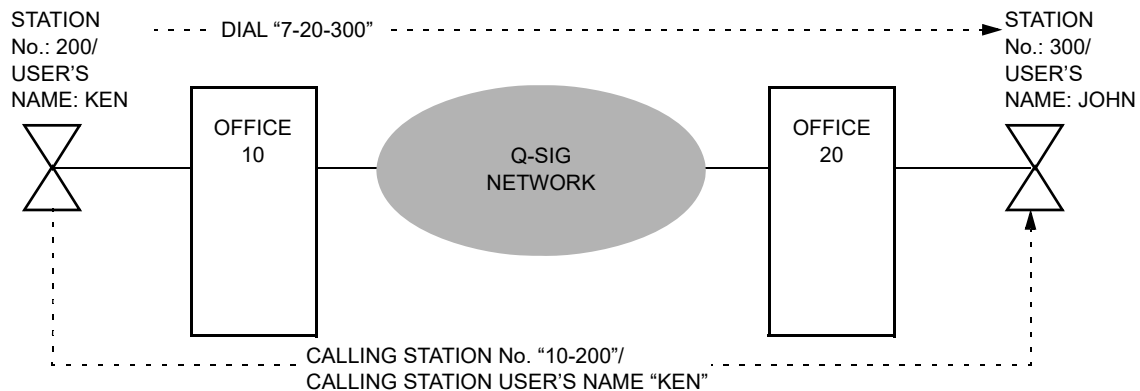 STATION
No.: 200/
USER’S
NAME: KEN
DIAL “7-20-300”
STATION
No.: 300/
USER’S
NAME: JOHN
OFFICE
10
Q-SIG
NETWORK
OFFICE
20
CALLING STATION No. “10-200”/
CALLING STATION USER’S NAME “KEN”